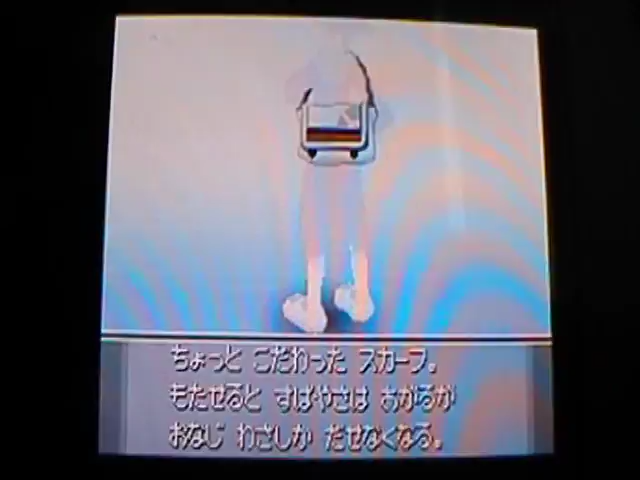 ちょっと こだわった スカーフ。
もたせると すばやさは あがるが
おなじ わざしか だせなくなる。